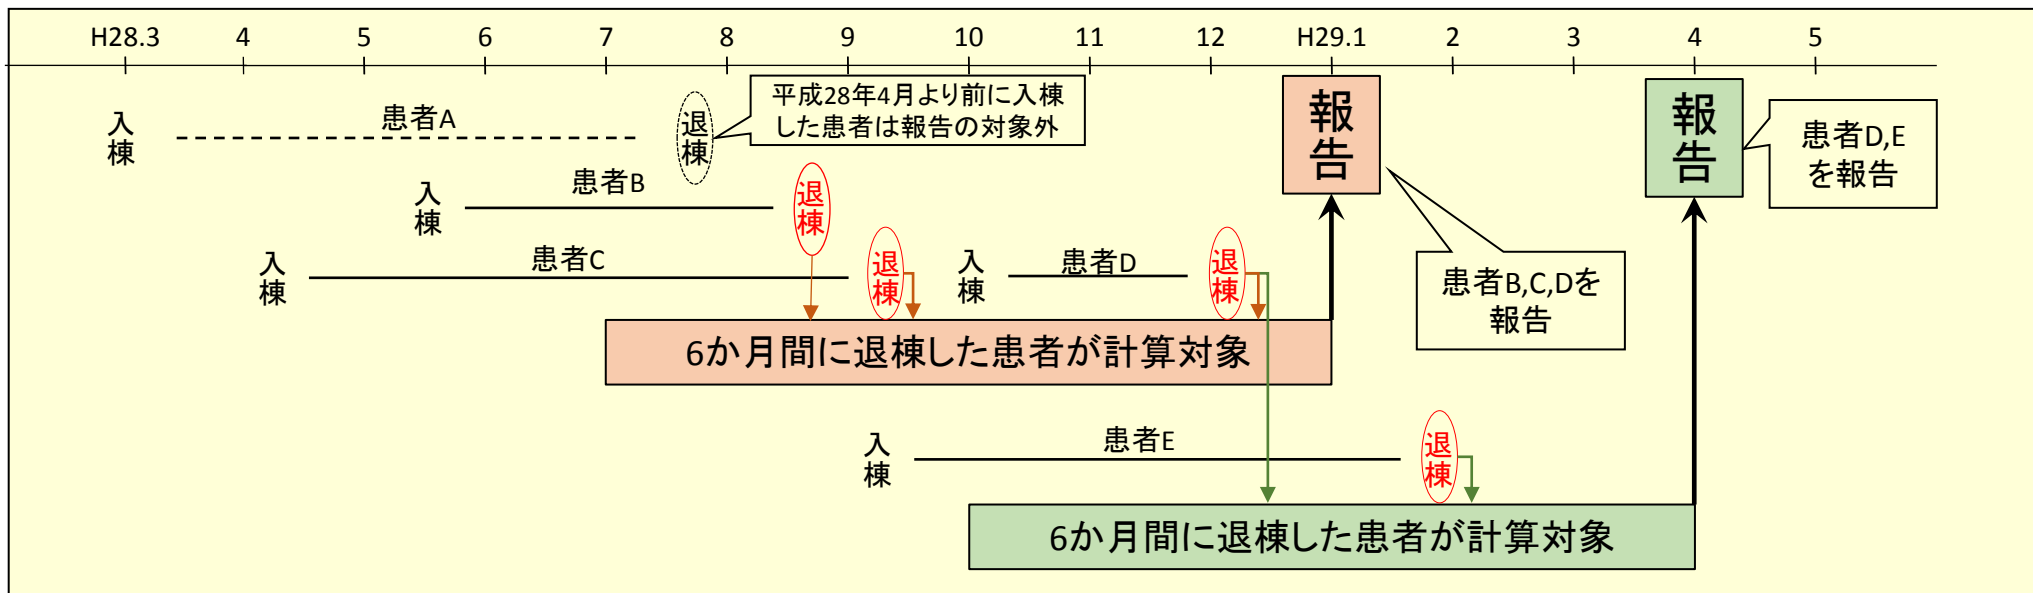 H28.3 4 5 6 7 8 9 10 11 12 H29.1 2 3 4 5
入棟
患者A
退棟
平成28年4月より前に入棟
した患者は報告の対象外
報告
報告
患者D,E
を報告
入棟
患者B
退棟
入棟
患者C
退棟
入棟
患者D
退棟
患者B,C,Dを
報告
6か月間に退棟した患者が計算対象
入棟
患者E
退棟
6か月間に退棟した患者が計算対象